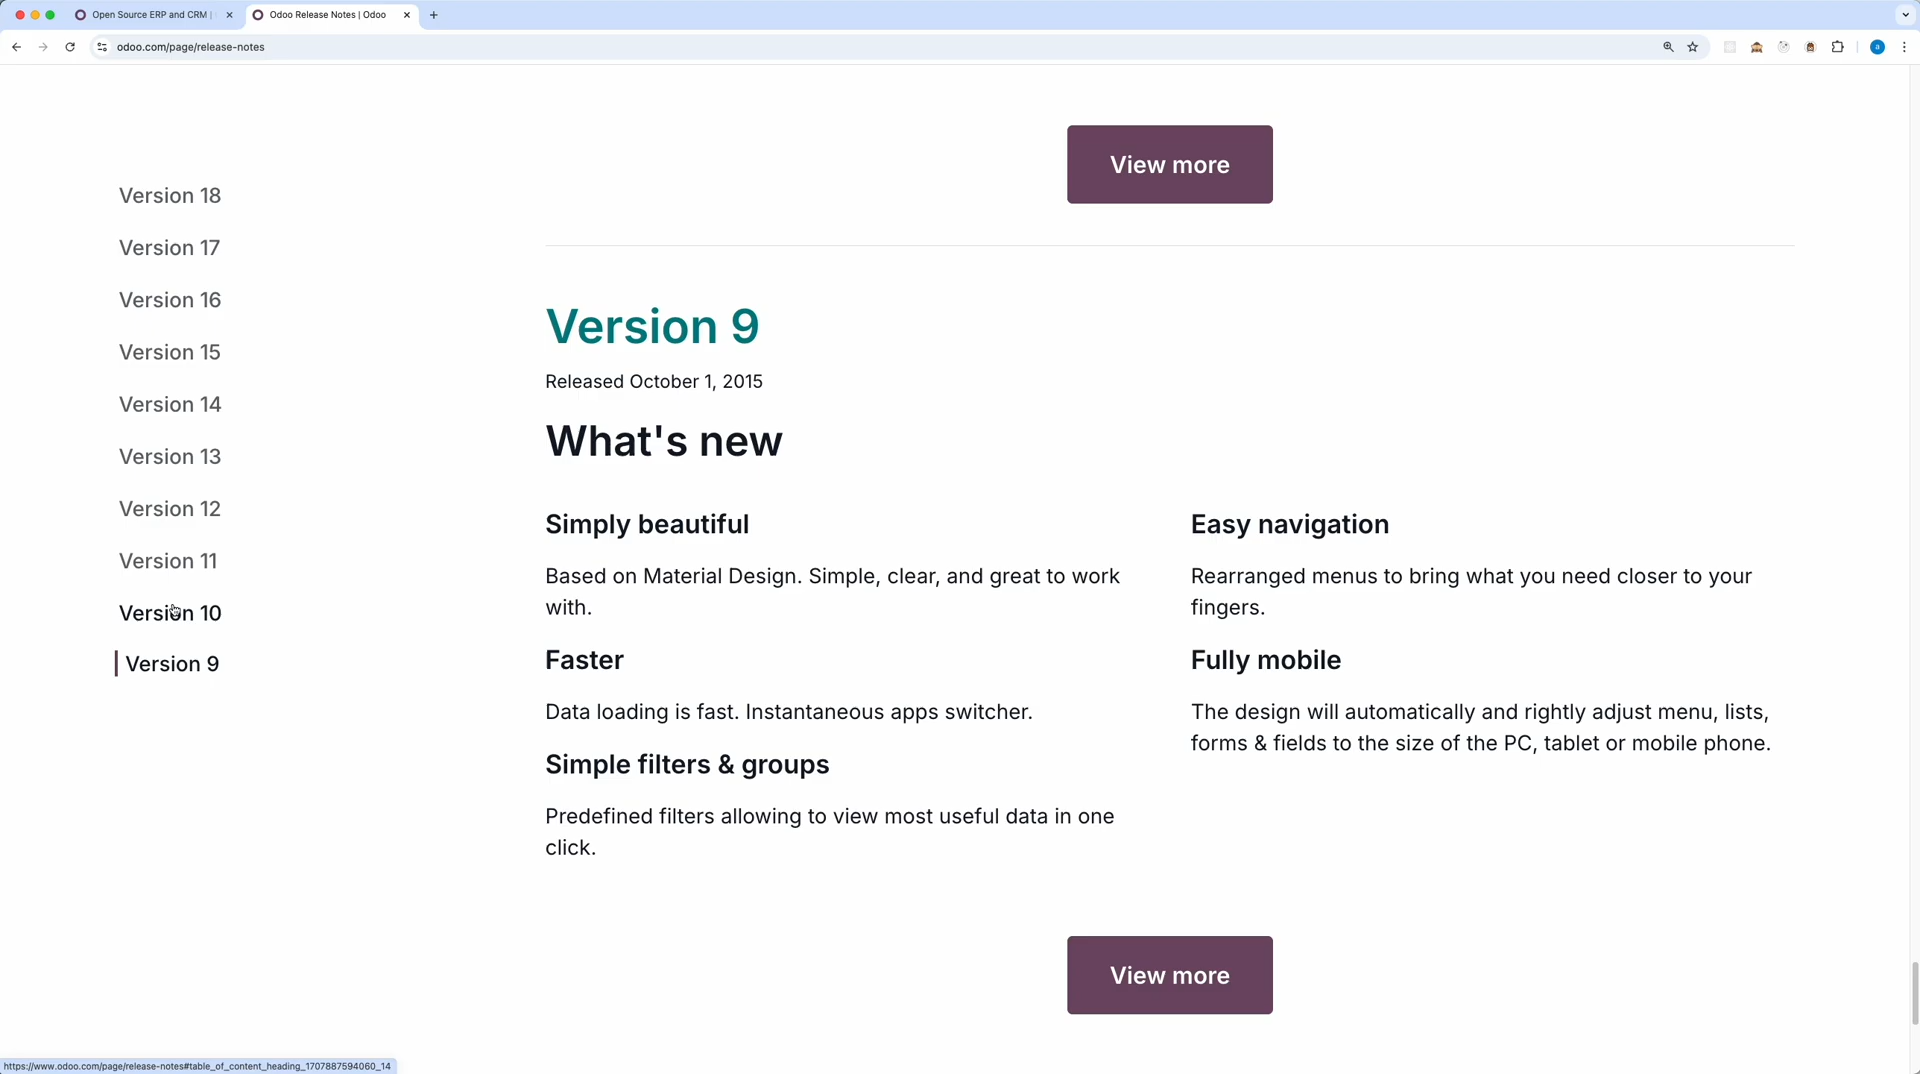 Open Source ERP and CRM |
Odoo Release Notes | Odoo
odoo.com/page/release-notes
a
View more
Version 18
Version 17
Version 16
Version 15
Version 14
Version 13
Version 12
Version 11
Version 10
Version 9
Version 9
Released October 1, 2015
What's new
Simply beautiful
Based on Material Design. Simple, clear, and great to work
with.
Faster
Data loading is fast. Instantaneous apps switcher.
Simple filters & groups
Predefined filters allowing to view most useful data in one
click.
Easy navigation
Rearranged menus to bring what you need closer to your
fingers.
Fully mobile
The design will automatically and rightly adjust menu, lists,
forms & fields to the size of the PC, tablet or mobile phone.
View more
https://www.odoo.com/page/release-notes#table_of_content_heading_1707887594060_14